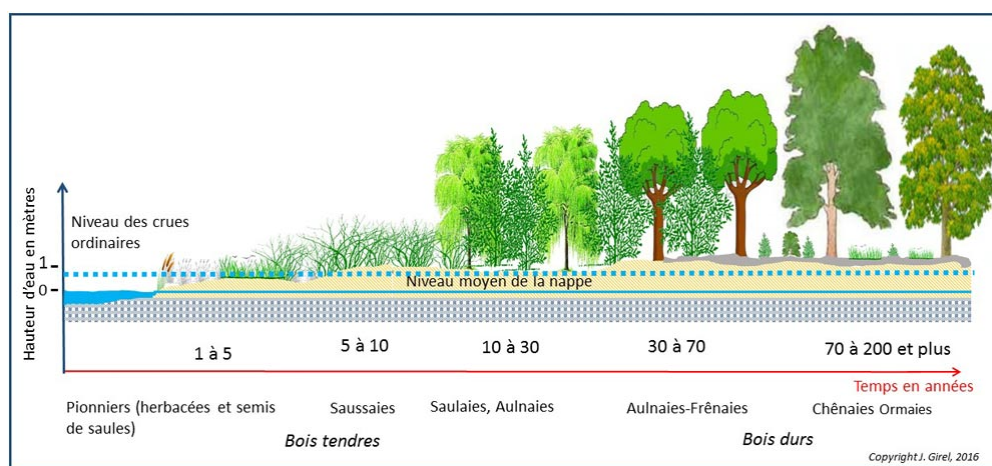 Hauteur d'eau en mètres
Niveau des crues
ordinaires
1
0
Niveau moyen de la nappe
1 à 5
5 à 10
10 à 30
30 à 70
70 à 200 et plus
Temps en années
Pionniers (herbacées et semis
de saules)
Saussaies
Saulaies, Aulnaies
Aulnaies-Frênaies
Chênaies Ormaies
Bois tendres
Bois durs
Copyright J. Girel, 2016